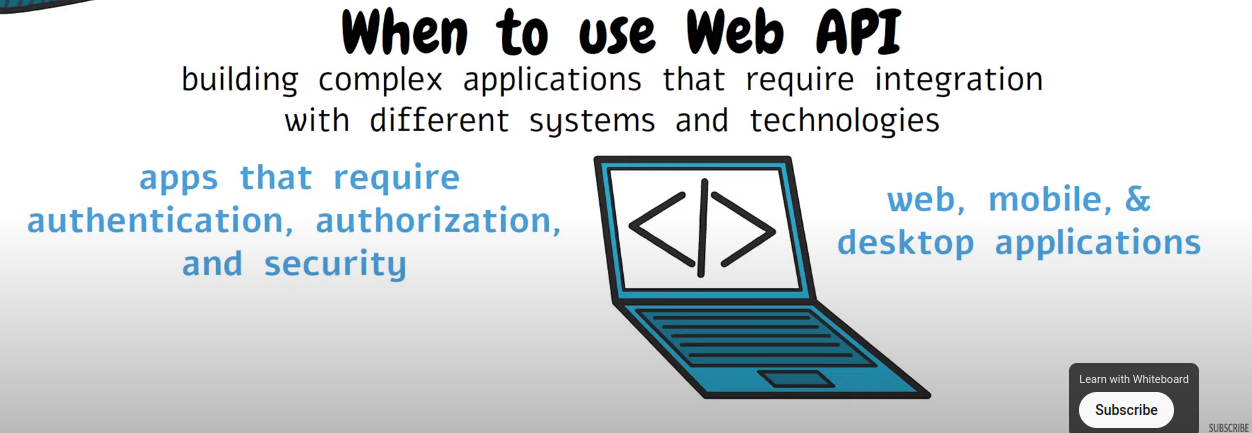 When to use Web API
building complex applications that require integration
with different systems and technologies
apps that require
authentication, authorization,
and security
</>
web, mobile, &
desktop applications
Learn with Whiteboard
Subscribe
SUBSCRIBE